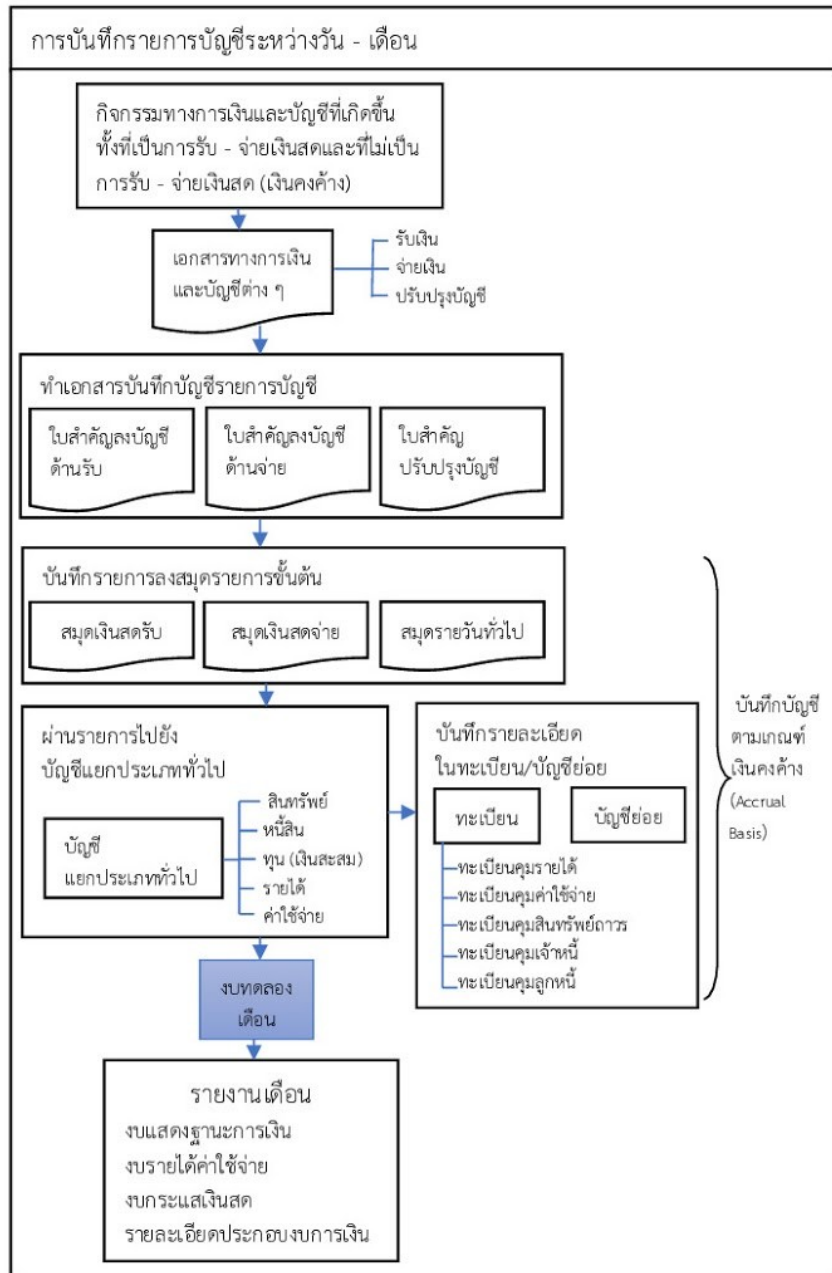 การบันทึกรายการบัญชีระหว่างวัน - เดือน
กิจกรรมทางการเงินและบัญชีที่เกิดขึ้น
ทั้งที่เป็นการรับ - จ่ายเงินสดและที่ไม่เป็น
การรับ - จ่ายเงินสด (เงินคงค้าง)
เอกสารทางการเงิน
และบัญชีต่าง ๆ
รับเงิน
จ่ายเงิน
ปรับปรุงบัญชี
ทำเอกสารบันทึกบัญชีรายการบัญชี
ใบสำคัญลงบัญชี
ด้านรับ
ใบสำคัญลงบัญชี
ด้านจ่าย
ใบสำคัญ
ปรับปรุงบัญชี
บันทึกรายการลงสมุดรายการขั้นต้น
สมุดเงินสดรับ
สมุดเงินสดจ่าย
สมุดรายวันทั่วไป
ผ่านรายการไปยัง
บัญชีแยกประเภททั่วไป
บัญชี
แยกประเภททั่วไป
สินทรัพย์
หนี้สิน
ทุน (เงินสะสม)
รายได้
ค่าใช้จ่าย
บันทึกรายละเอียด
ในทะเบียน/บัญชีย่อย
ทะเบียน
บัญชีย่อย
ทะเบียนคุมรายได้
ทะเบียนคุมค่าใช้จ่าย
ทะเบียนคุมสินทรัพย์ถาวร
ทะเบียนคุมเจ้าหนี้
ทะเบียนคุมลูกหนี้
บันทึกบัญชี
ตามเกณฑ์
เงินคงค้าง
(Accrual
Basis)
งบทดลอง
เดือน
รายงานเดือน
งบแสดงฐานะการเงิน
งบรายได้ค่าใช้จ่าย
งบกระแสเงินสด
รายละเอียดประกอบงบการเงิน